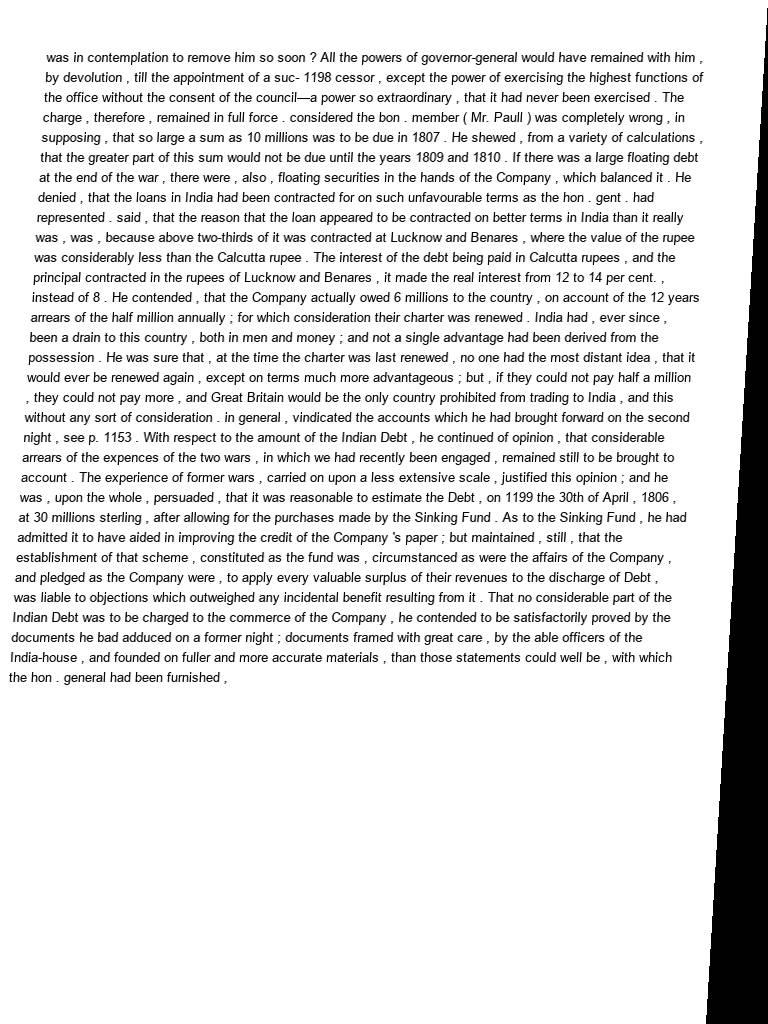 was in contemplation to remove him so soon ? All the powers of governor-general would have remained with him ,
by devolution , till the appointment of a suc- 1198 cessor , except the power of exercising the highest functions of
the office without the consent of the council—a power so extraordinary , that it had never been exercised . The
charge , therefore , remained in full force . considered the bon . member ( Mr. Paull ) was completely wrong , in
supposing , that so large a sum as 10 millions was to be due in 1807 . He shewed , from a variety of calculations ,
that the greater part of this sum would not be due until the years 1809 and 1810 . If there was a large floating debt
at the end of the war , there were , also , floating securities in the hands of the Company , which balanced it . He
denied , that the loans in India had been contracted for on such unfavourable terms as the hon . gent . had
represented . said , that the reason that the loan appeared to be contracted on better terms in India than it really
was , was , because above two-thirds of it was contracted at Lucknow and Benares , where the value of the rupee
was considerably less than the Calcutta rupee . The interest of the debt being paid in Calcutta rupees , and the
principal contracted in the rupees of Lucknow and Benares , it made the real interest from 12 to 14 per cent. ,
instead of 8 . He contended , that the Company actually owed 6 millions to the country , on account of the 12 years
arrears of the half million annually ; for which consideration their charter was renewed . India had , ever since ,
been a drain to this country , both in men and money ; and not a single advantage had been derived from the
possession . He was sure that , at the time the charter was last renewed , no one had the most distant idea , that it
would ever be renewed again , except on terms much more advantageous ; but , if they could not pay half a million
, they could not pay more , and Great Britain would be the only country prohibited from trading to India , and this
without any sort of consideration . in general , vindicated the accounts which he had brought forward on the second
night , see p. 1153 . With respect to the amount of the Indian Debt , he continued of opinion , that considerable
arrears of the expences of the two wars , in which we had recently been engaged , remained still to be brought to
account . The experience of former wars , carried on upon a less extensive scale , justified this opinion ; and he
was , upon the whole , persuaded , that it was reasonable to estimate the Debt , on 1199 the 30th of April , 1806 ,
at 30 millions sterling , after allowing for the purchases made by the Sinking Fund . As to the Sinking Fund , he had
admitted it to have aided in improving the credit of the Company 's paper ; but maintained , still , that the
establishment of that scheme , constituted as the fund was , circumstanced as were the affairs of the Company ,
and pledged as the Company were , to apply every valuable surplus of their revenues to the discharge of Debt ,
was liable to objections which outweighed any incidental benefit resulting from it . That no considerable part of the
Indian Debt was to be charged to the commerce of the Company , he contended to be satisfactorily proved by the
documents he bad adduced on a former night ; documents framed with great care , by the able officers of the
India-house , and founded on fuller and more accurate materials , than those statements could well be , with which
the hon . general had been furnished ,